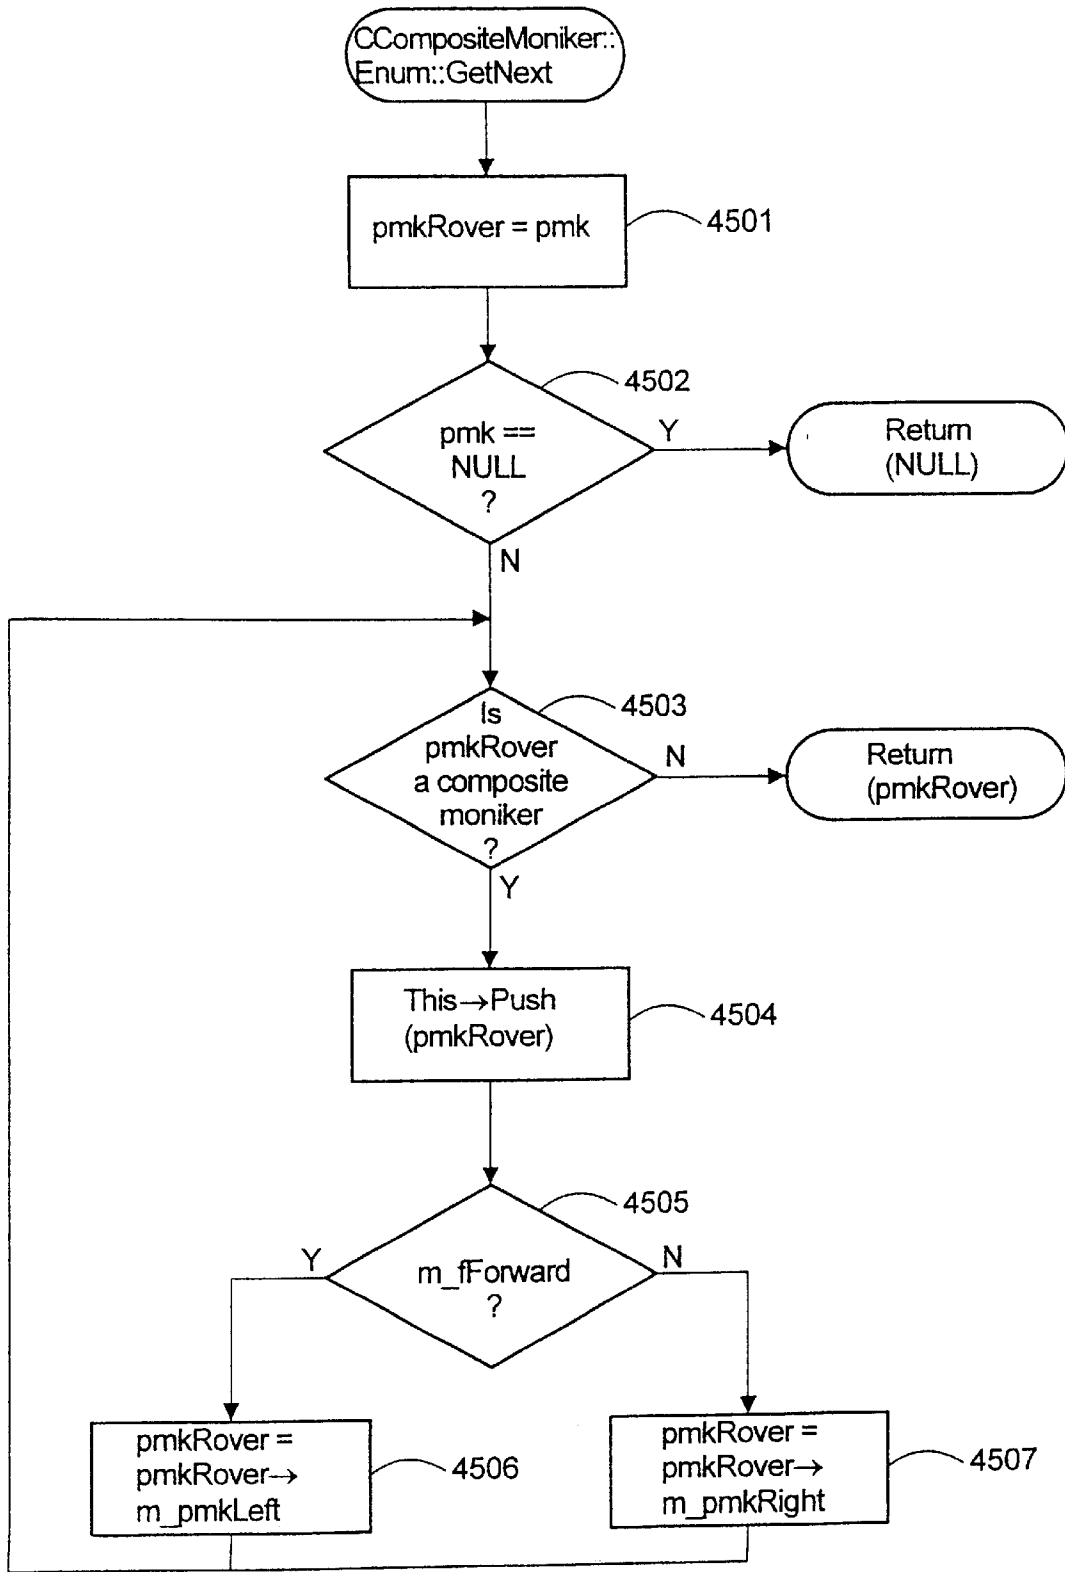 CCompositeMoniker::
Enum::GetNext
pmkRover = pmk
4501
pmk ==
NULL
?
4502
Y
Return
(NULL)
N
Is
pmkRover
a composite
moniker
?
4503
N
Return
(pmkRover)
Y
This→Push
(pmkRover)
4504
m_fForward
?
4505
Y
N
pmkRover =
pmkRover→
m_pmkLeft
4506
pmkRover =
pmkRover→
m_pmkRight
4507